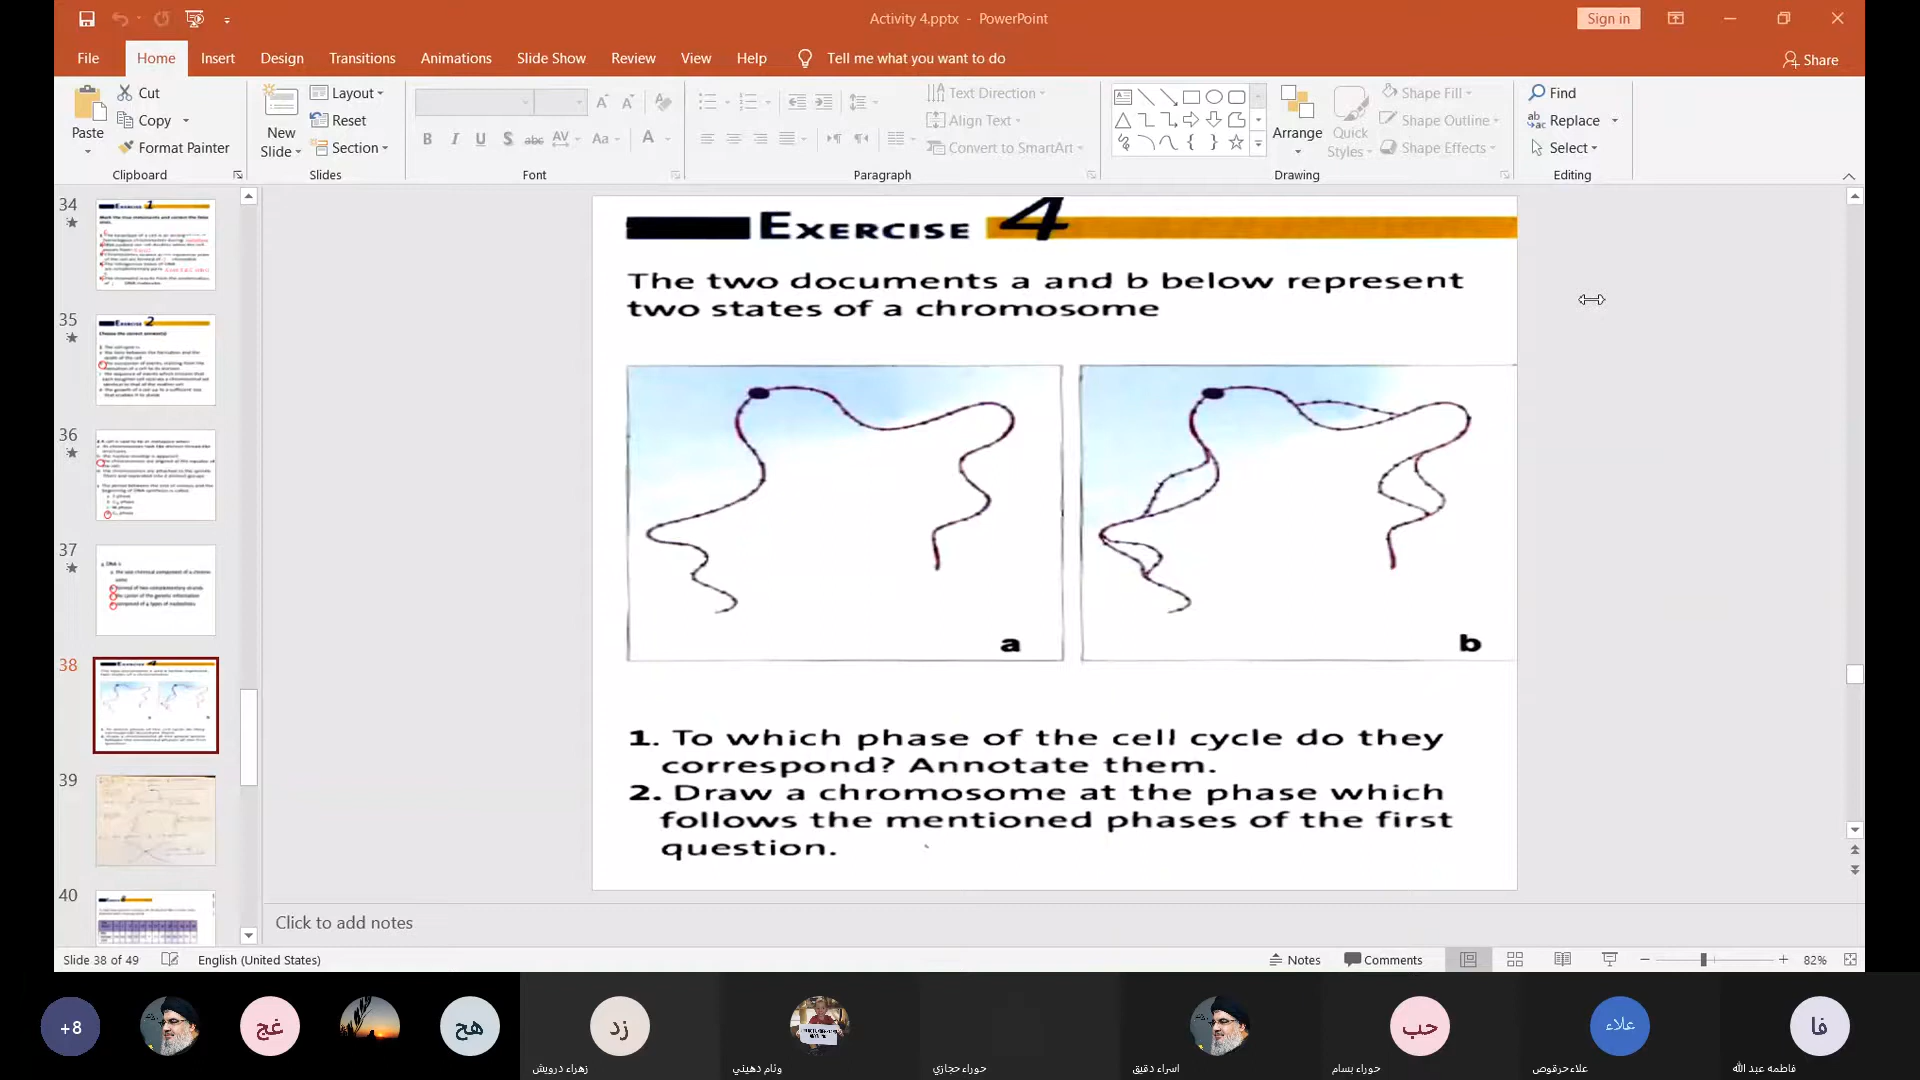 Activity 4.pptx - PowerPoint
Sign in
File Home Insert Design Transitions Animations Slide Show Review View Help Tell me what you want to do
Share
Paste
Cut
Copy
Format Painter
Clipboard
New
Slide
Layout
Reset
Section
Slides
Font
Text Direction
Align Text
Convert to SmartArt
Paragraph
Arrange
Quick
Styles
Shape Fill
Shape Outline
Shape Effects
Drawing
Find
Replace
Select
Editing
34
35
36
37
38
39
40
EXERCISE 4
The two documents a and b below represent
two states of a chromosome
a
b
1. To which phase of the cell cycle do they
correspond? Annotate them.
2. Draw a chromosome at the phase which
follows the mentioned phases of the first
question.
Click to add notes
Slide 38 of 49
English (United States)
Notes
Comments
82%
+8
غج
هح
زد
حب
علاء
فا
زهراء درويش
وئام دهيني
حوراء حجازي
اسراء دقيق
حوراء بسام
علاء حرقوص
فاطمه عبد الله